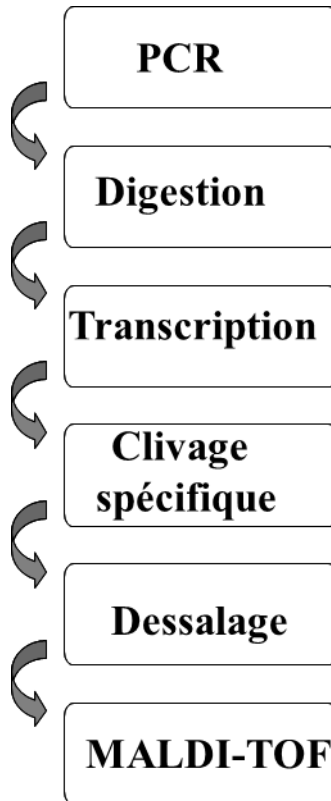 PCR
Digestion
Transcription
Clivage
spécifique
Dessalage
MALDI-TOF